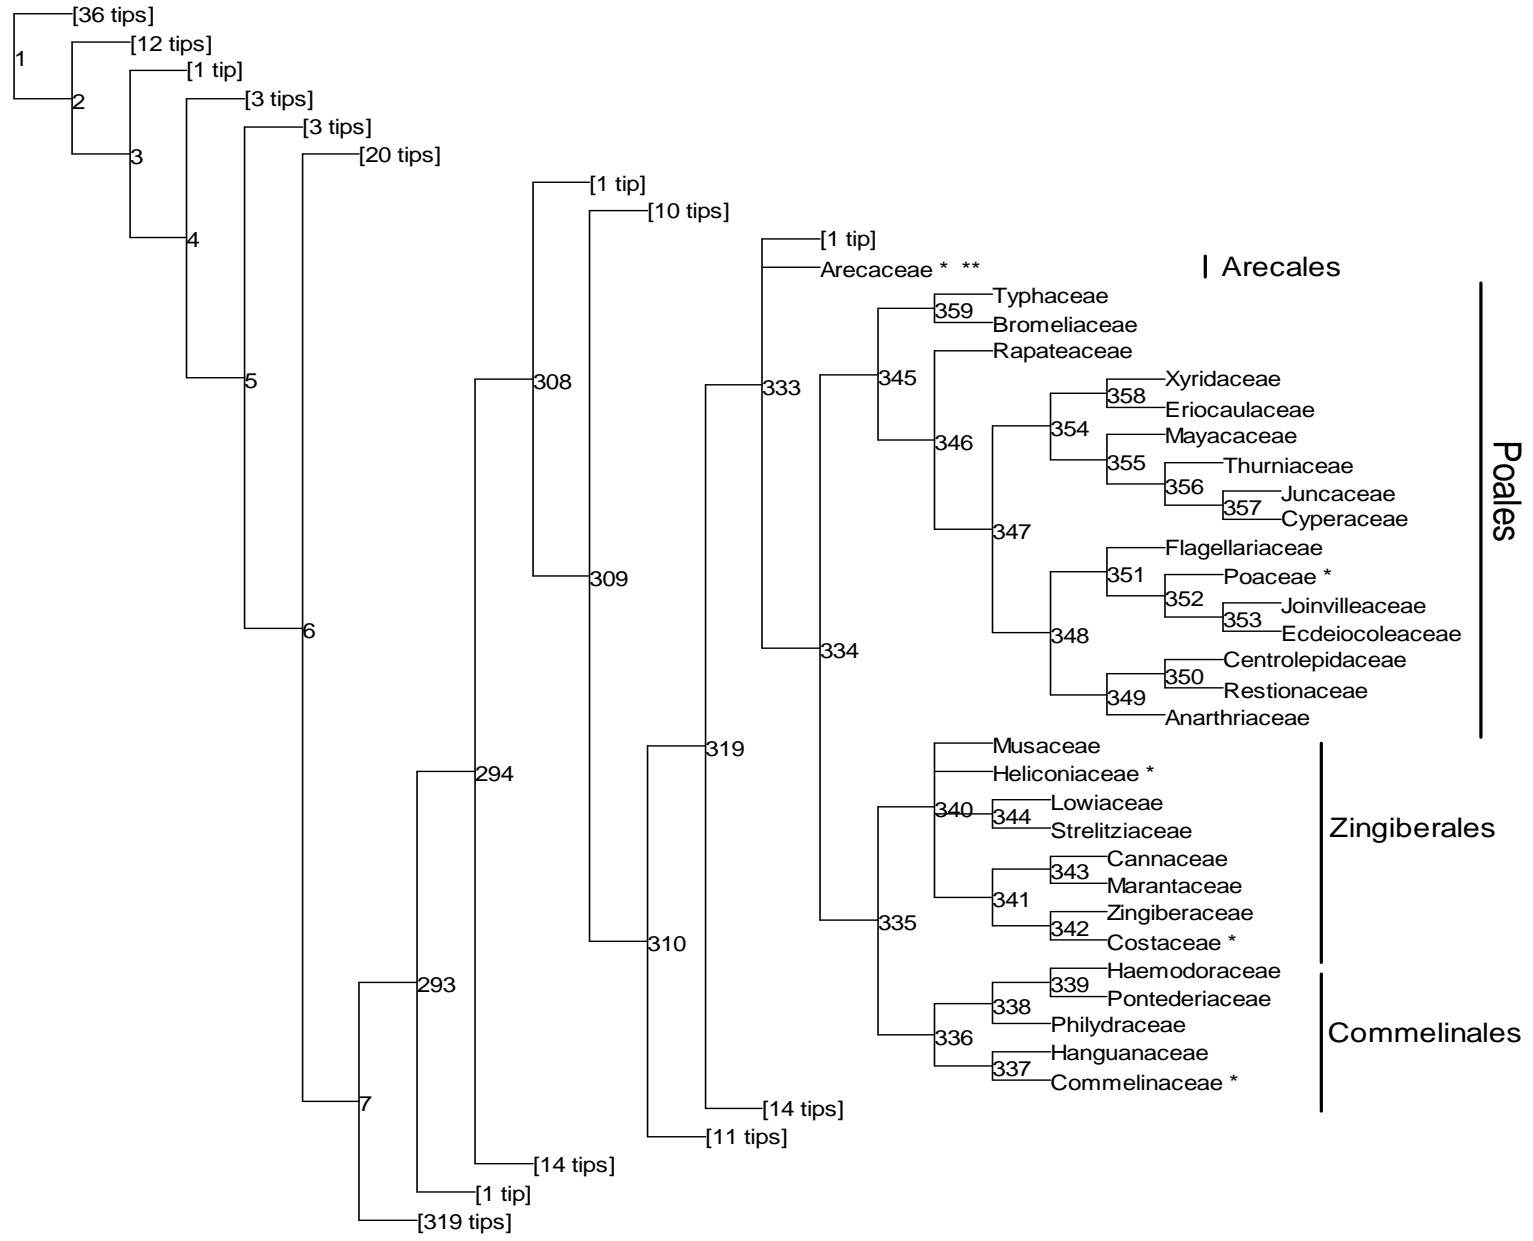 [36 tips]
1
[12 tips]
2
[1 tip]
3
[3 tips]
4
[3 tips]
5
[20 tips]
6
[1 tip]
308
[10 tips]
309
[1 tip]
333
Arecaceae * **
Arecales
Typhaceae
359
Bromeliaceae
345
Rapateaceae
346
Xyridaceae
358
Eriocaulaceae
354
Mayacaceae
355
Thurniaceae
356
Juncaceae
357
Cyperaceae
347
Flagellariaceae
351
Poaceae *
352
Joinvilleaceae
353
Ecdeiocoleaceae
348
Centrolepidaceae
350
Restionaceae
349
Anarthriaceae
Poales
334
Musaceae
Heliconiaceae *
340
Lowiaceae
344
Strelitziaceae
Cannaceae
343
Marantaceae
341
Zingiberaceae
342
Costaceae *
Zingiberales
335
Haemodoraceae
339
Pontederiaceae
338
Philydraceae
336
Hanguanaceae
337
Commelinaceae *
Commelinales
319
294
310
293
7
[14 tips]
[11 tips]
[14 tips]
[1 tip]
[319 tips]